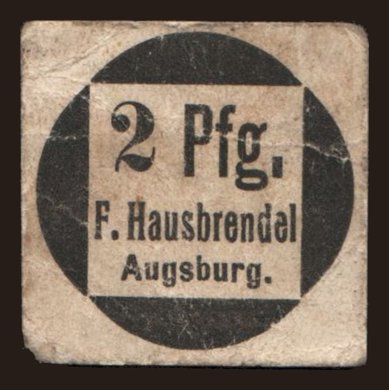 2 Pfg.
F. Hausbrendel
Augsburg.